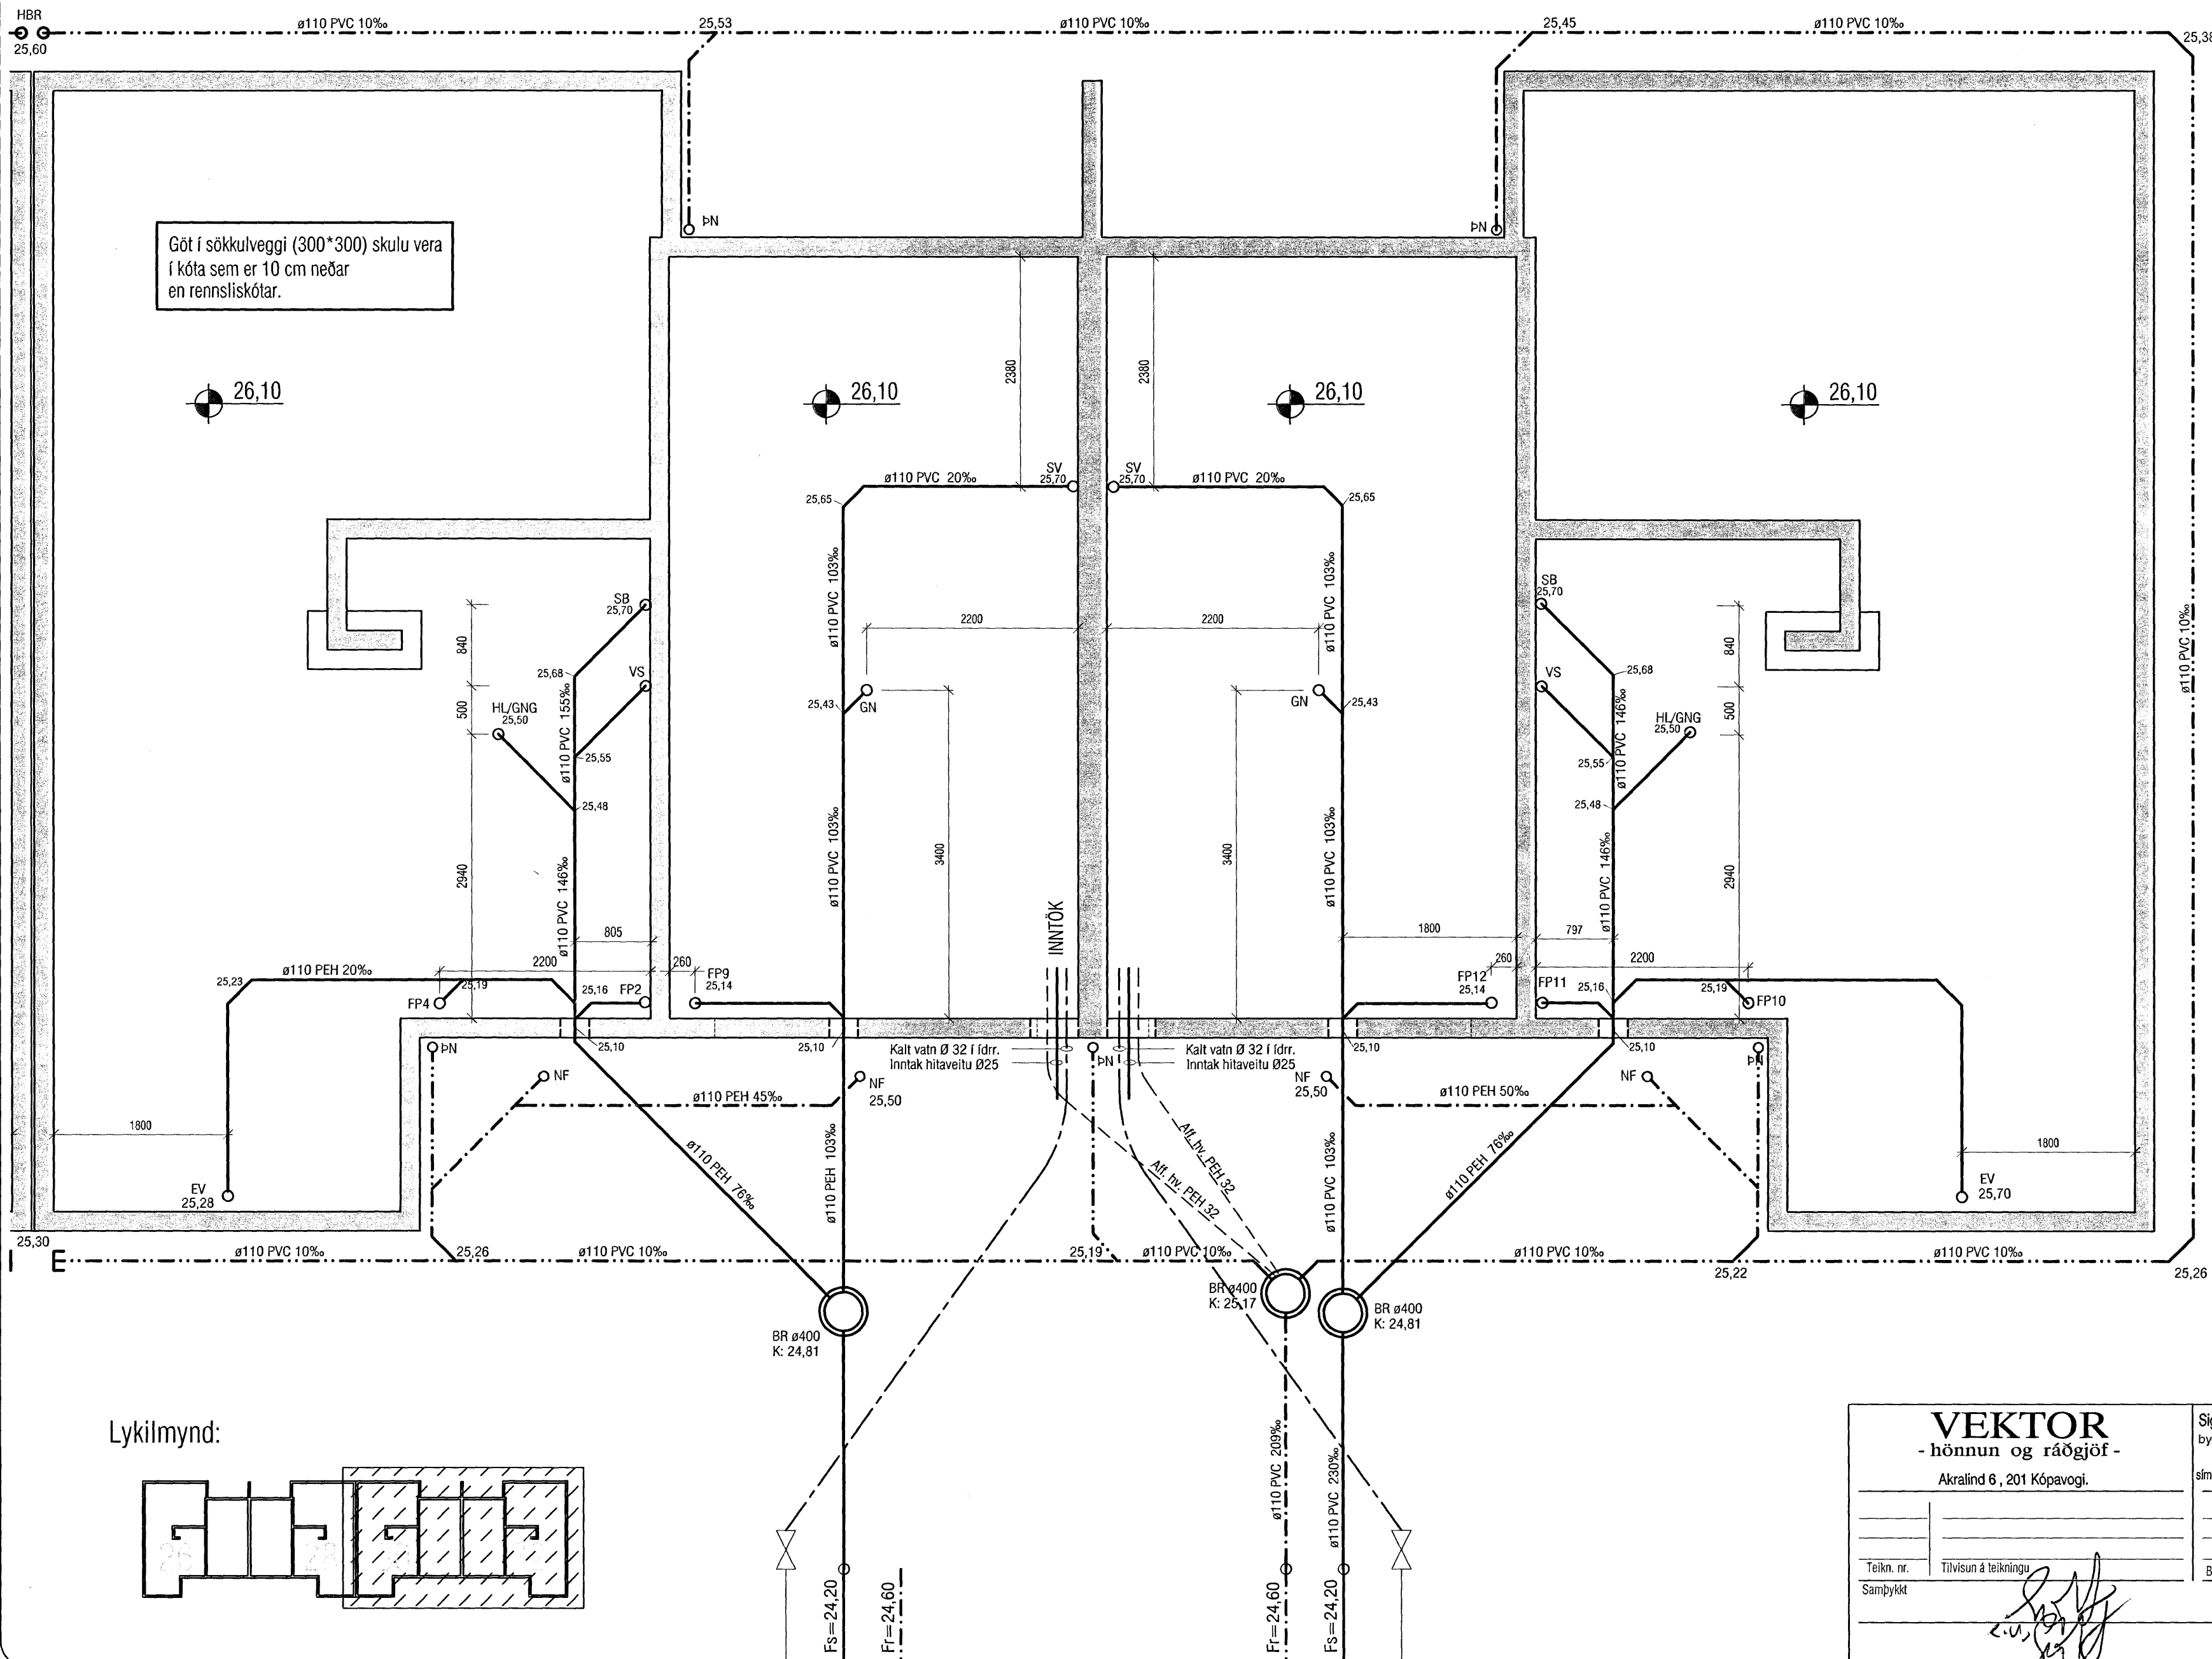 HBR
25,60
ø110 PVC 10‰
25,53
ø110 PVC 10‰
25,45
ø110 PVC 10‰
25,38
Göt í sökkulveggi (300*300) skulu vera
í kóta sem er 10 cm neðar
en rennsliskótar.
ÞN
ÞN
26,10
26,10
26,10
26,10
2380
2380
ø110 PVC 20‰
SV
25,70
SV
25,70
ø110 PVC 20‰
25,65
25,65
ø110 PVC 103‰
ø110 PVC 103‰
2200
2200
SB
25,70
SB
25,70
840
840
VS
VS
25,68
25,68
500
500
HL/GNG
25,50
HL/GNG
25,50
ø110 PVC 155‰
ø110 PVC 146‰
25,43
GN
GN
25,43
25,55
25,55
25,48
25,48
ø110 PVC 10‰
2940
2940
ø110 PVC 146‰
ø110 PVC 146‰
ø110 PVC 103‰
ø110 PVC 103‰
3400
3400
INNTÖK
805
1800
797
2200
260
260
2200
ø110 PEH 20‰
25,23
25,19
FP4
25,16
FP2
FP9
25,14
FP12
25,14
FP11
25,16
25,19
FP10
ÞN
25,10
25,10
Kalt vatn Ø 32 í ídrr.
Inntak hitaveitu Ø25
ÞN
Kalt vatn Ø 32 í ídrr.
Inntak hitaveitu Ø25
25,10
25,10
ÞN
NF
NF
25,50
NF
25,50
NF
ø110 PEH 45‰
ø110 PEH 50‰
1800
1800
ø110 PEH 76‰
ø110 PEH 103‰
Aff. hv. PEH 32
Aff. hv. PEH 32
ø110 PVC 103‰
ø110 PEH 76‰
EV
25,28
EV
25,70
25,30
I E
ø110 PVC 10‰
25,26
ø110 PVC 10‰
25,19
ø110 PVC 10‰
ø110 PVC 10‰
25,22
ø110 PVC 10‰
25,26
BR ø400
K: 24,81
BR ø400
K: 25,17
BR ø400
K: 24,81
Lykilmynd:
ø110 PVC 209‰
ø110 PVC 230‰
Fs=24,20
Fr=24,60
Fr=24,60
Fs=24,20
VEKTOR
- hönnun og ráðgjöf -
Akralind 6 , 201 Kópavogi.
Teikn. nr.
Tilvísun á teikningu
Samþykkt